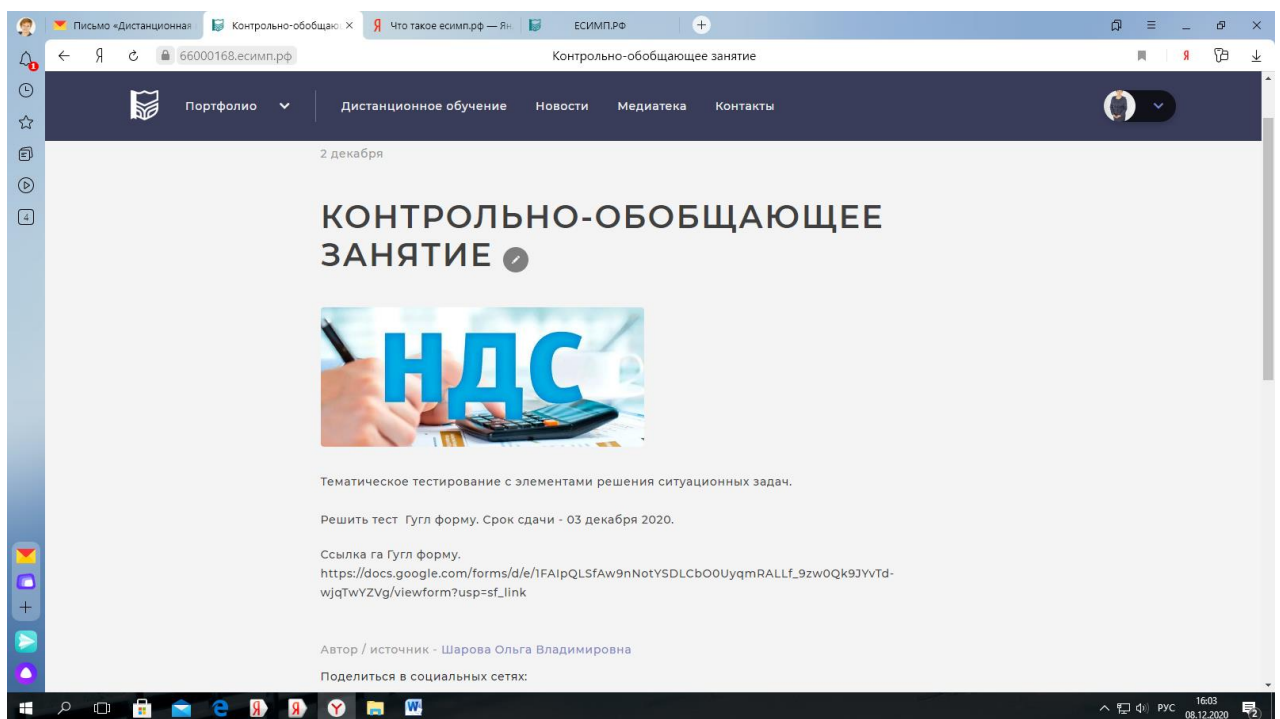 Письмо «Дистанционная
Контрольно-обобщаю
Я Что такое есимп.рф — Ян
ЕСИМП.РФ
Я
66000168.есимп.рф
Контрольно-обобщающее занятие
Я
1
4
Портфолио
Дистанционное обучение
Новости
Медиатека
Контакты
2 декабря
КОНТРОЛЬНО-ОБОБЩАЮЩЕЕ
ЗАНЯТИЕ
НДС
Тематическое тестирование с элементами решения ситуационных задач.
Решить тест Гугл форму. Срок сдачи - 03 декабря 2020.
Ссылка га Гугл форму.
https://docs.google.com/forms/d/e/1FAIpQLSfAw9nNotYSDLCbO0UyqmRALLf_9zw0Qk9JYvTd-
wjqTwYZVg/viewform?usp=sf_link
Автор / источник - Шарова Ольга Владимировна
Поделиться в социальных сетях:
РУС
16:03
08.12.2020
2